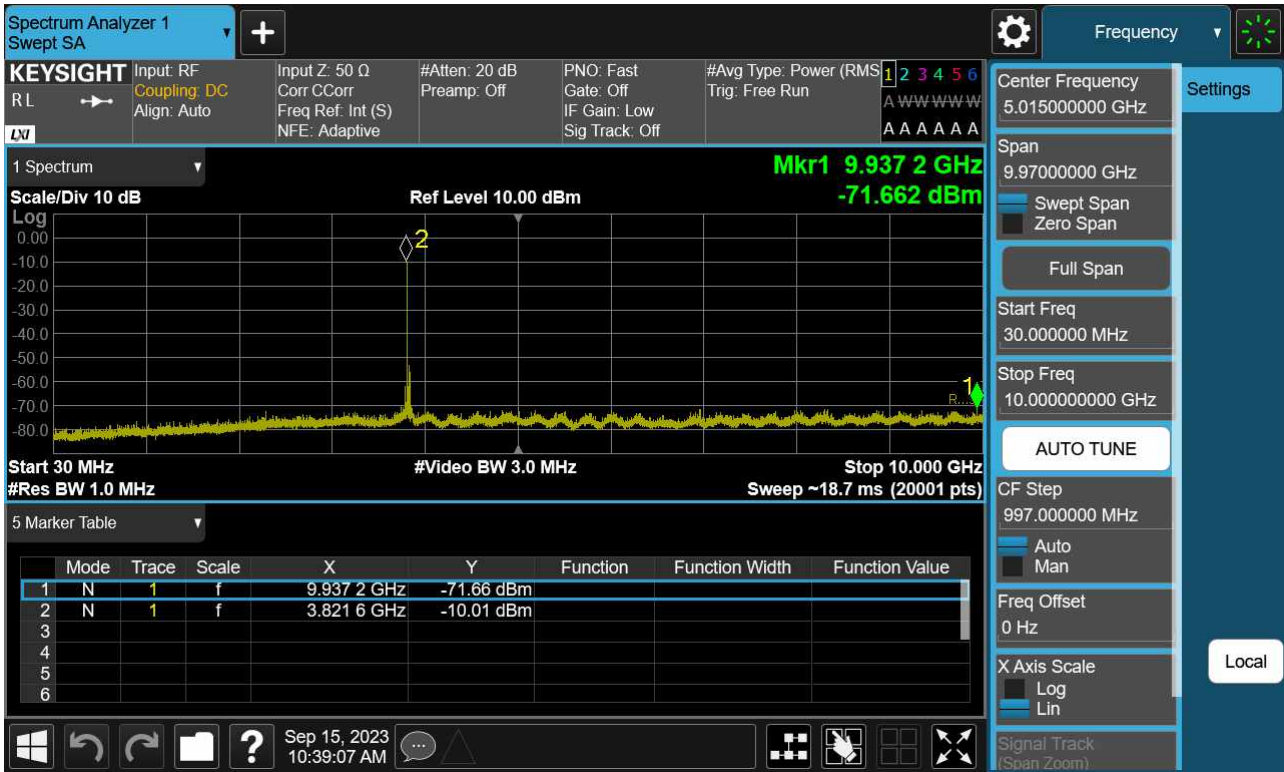 Spectrum Analyzer 1
Swept SA
+
Frequency
KEYSIGHT
RL
LXI
Input: RF
Coupling: DC
Align: Auto
Input Z: 50 Ω
Corr CCorr
Freq Ref: Int (S)
NFE: Adaptive
#Atten: 20 dB
Preamp: Off
PNO: Fast
Gate: Off
IF Gain: Low
Sig Track: Off
#Avg Type: Power (RMS
Trig: Free Run
1 2 3 4 5 6
A W W W W W
A A A A A A
1 Spectrum
Mkr1 9.937 2 GHz
Scale/Div 10 dB
Ref Level 10.00 dBm
-71.662 dBm
Log
0.00
-10.0
-20.0
-30.0
-40.0
-50.0
-60.0
-70.0
-80.0
2
1
R...
Start 30 MHz
#Video BW 3.0 MHz
Stop 10.000 GHz
#Res BW 1.0 MHz
Sweep ~18.7 ms (20001 pts)
5 Marker Table
Mode Trace Scale X Y Function Function Width Function Value
1 N 1 f 9.937 2 GHz -71.66 dBm
2 N 1 f 3.821 6 GHz -10.01 dBm
3
4
5
6
Center Frequency
5.015000000 GHz
Span
9.97000000 GHz
Swept Span
Zero Span
Full Span
Start Freq
30.000000 MHz
Stop Freq
10.000000000 GHz
AUTO TUNE
CF Step
997.000000 MHz
Auto
Man
Freq Offset
0 Hz
X Axis Scale
Log
Lin
Signal Track
(Span Zoom)
Settings
Local
?
Sep 15, 2023
10:39:07 AM